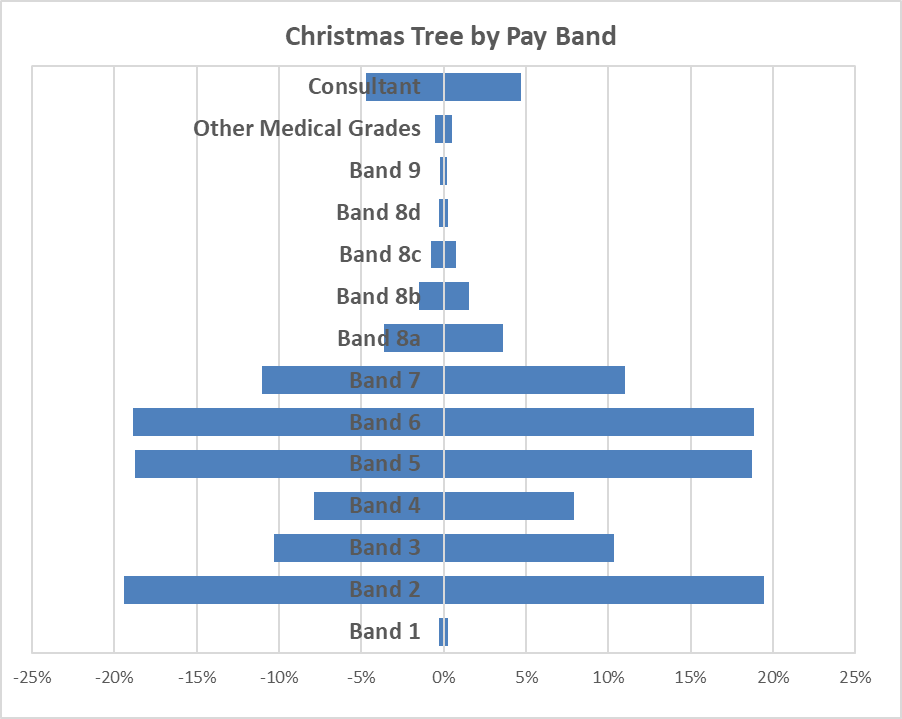 Christmas Tree by Pay Band
Consultant
Other Medical Grades
Band 9
Band 8d
Band 8c
Band 8b
Band 8a
Band 7
Band 6
Band 5
Band 4
Band 3
Band 2
Band 1
-25% -20% -15% -10% -5% 0% 5% 10% 15% 20% 25%